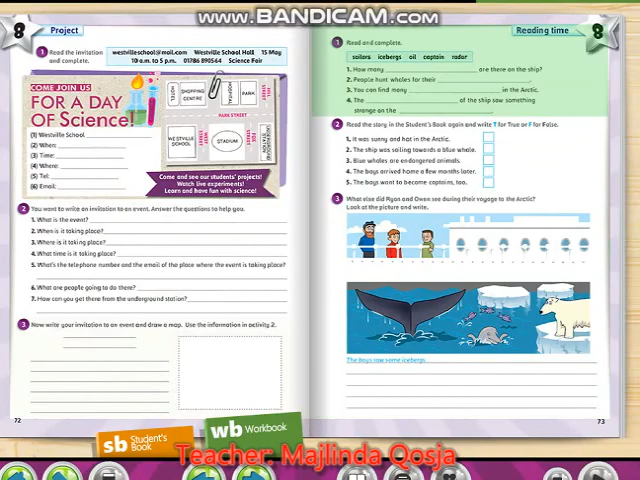 www.BANDICAM.com
8
Project
1 Read the invitation
and complete.
westvilleschool@mail.com Westville School Hall 15 May
10 a.m. to 5 p.m. 01786 890564 Science Fair
COME JOIN US
FOR A DAY
OF Science!
(1) Westville School
(2) When:
(3) Time:
(4) Where:
(5) Tel:
(6) Email:
HOTEL
SHOPPING
CENTRE
HOSPITAL
PARK
HILL STREET
PARK STREET
WESTVILLE
SCHOOL
WEST STREET
STADIUM
UNDERGROUND
STATION
Come and see our students' projects!
Watch live experiments!
Learn and have fun with science!
2 You want to write an invitation to an event. Answer the questions to help you.
1. What is the event?
2. When is it taking place?
3. Where is it taking place?
4. What time is it taking place?
5. What's the telephone number and the email of the place where the event is taking place?
6. What are people going to do there?
7. How can you get there from the underground station?
3 Now write your invitation to an event and draw a map. Use the information in activity 2.
72
Reading time
8
1 Read and complete.
sailors icebergs oil captain radar
1. How many are there on the ship?
2. People hunt whales for their .
3. You can find many in the Arctic.
4. The of the ship saw something
strange on the .
2 Read the story in the Student's Book again and write T for True or F for False.
1. It was sunny and hot in the Arctic.
2. The ship was sailing towards a blue whale.
3. Blue whales are endangered animals.
4. The boys arrived home a few months later.
5. The boys want to become captains, too.
3 What else did Ryan and Owen see during their voyage to the Arctic?
Look at the picture and write.
The boys saw some icebergs.
73
sb Student's
Book
wb Workbook
Teacher: Majlinda Qosja